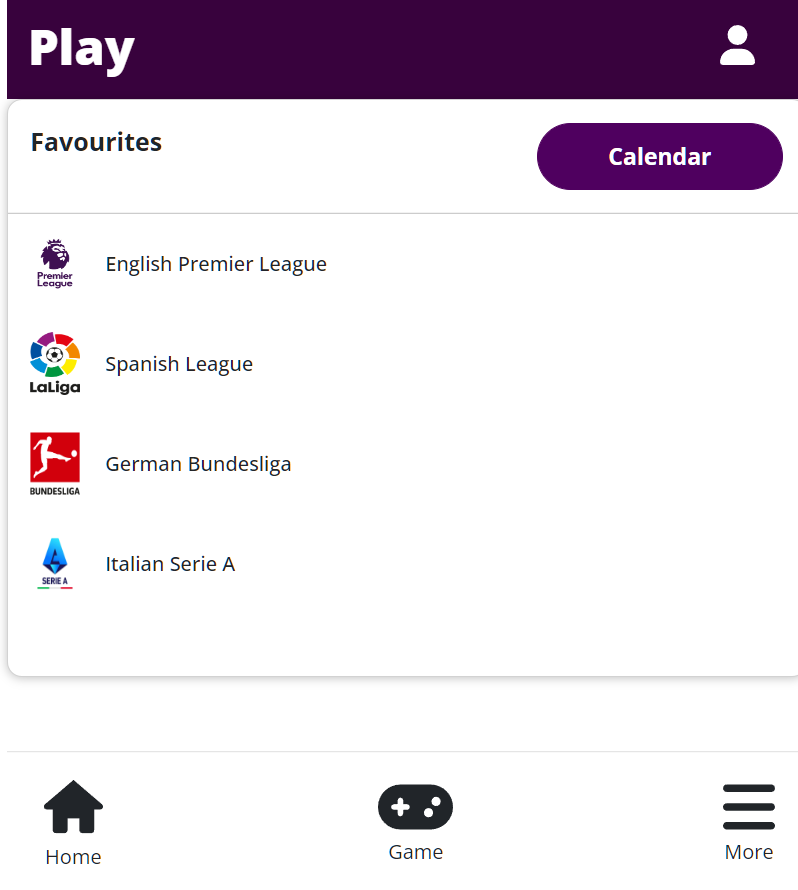 Play
Favourites
Calendar
Premier
League
English Premier League
LaLiga
Spanish League
BUNDESLIGA
German Bundesliga
SERIE A
Italian Serie A
Home
Game
More